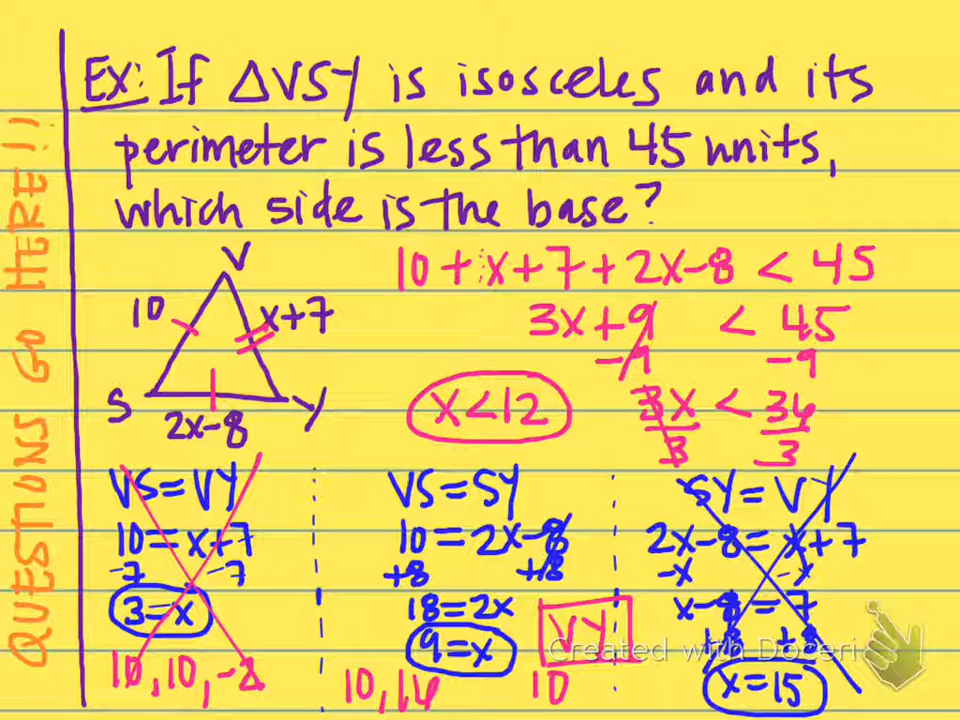 QUESTIONS GO HERE!!
Ex: If ΔVSY is isosceles and its
perimeter is less than 45 units,
which side is the base?
V
10
x+7
S
Y
2x-8
10 + x + 7 + 2x - 8 < 45
3x + 9 < 45
-9 -9
3x < 36
3 3
x < 12
VS = VY
10 = x+7
-7 -7
3 = x
10, 10, -2
VS = SY
10 = 2x-8
+8 +8
18 = 2x
9 = x
VY
10, 16 10
SY = VY
2x-8 = x+7
-x -x
x-8 = 7
+8 +8
x = 15
Created with Doceri